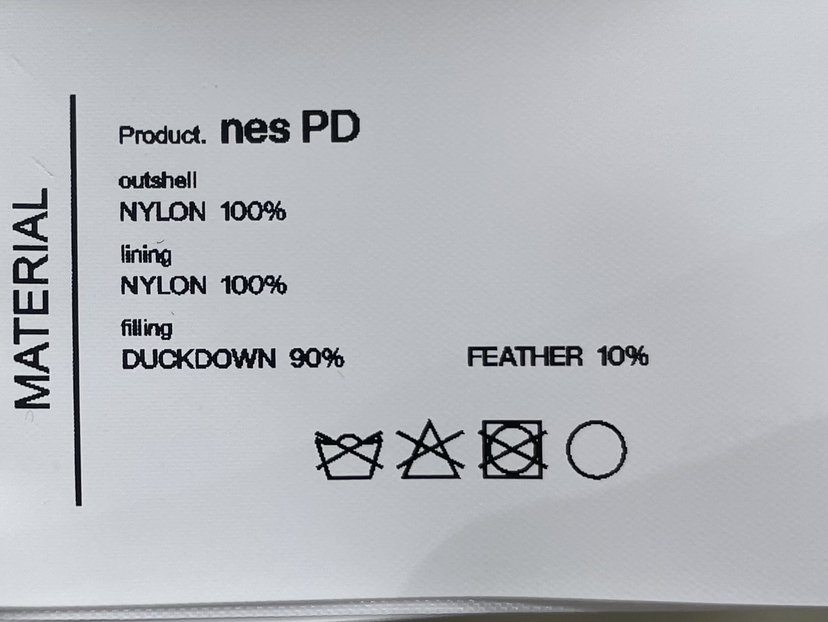 MATERIAL
Product. nes PD
outshell
NYLON 100%
lining
NYLON 100%
filling
DUCKDOWN 90% FEATHER 10%